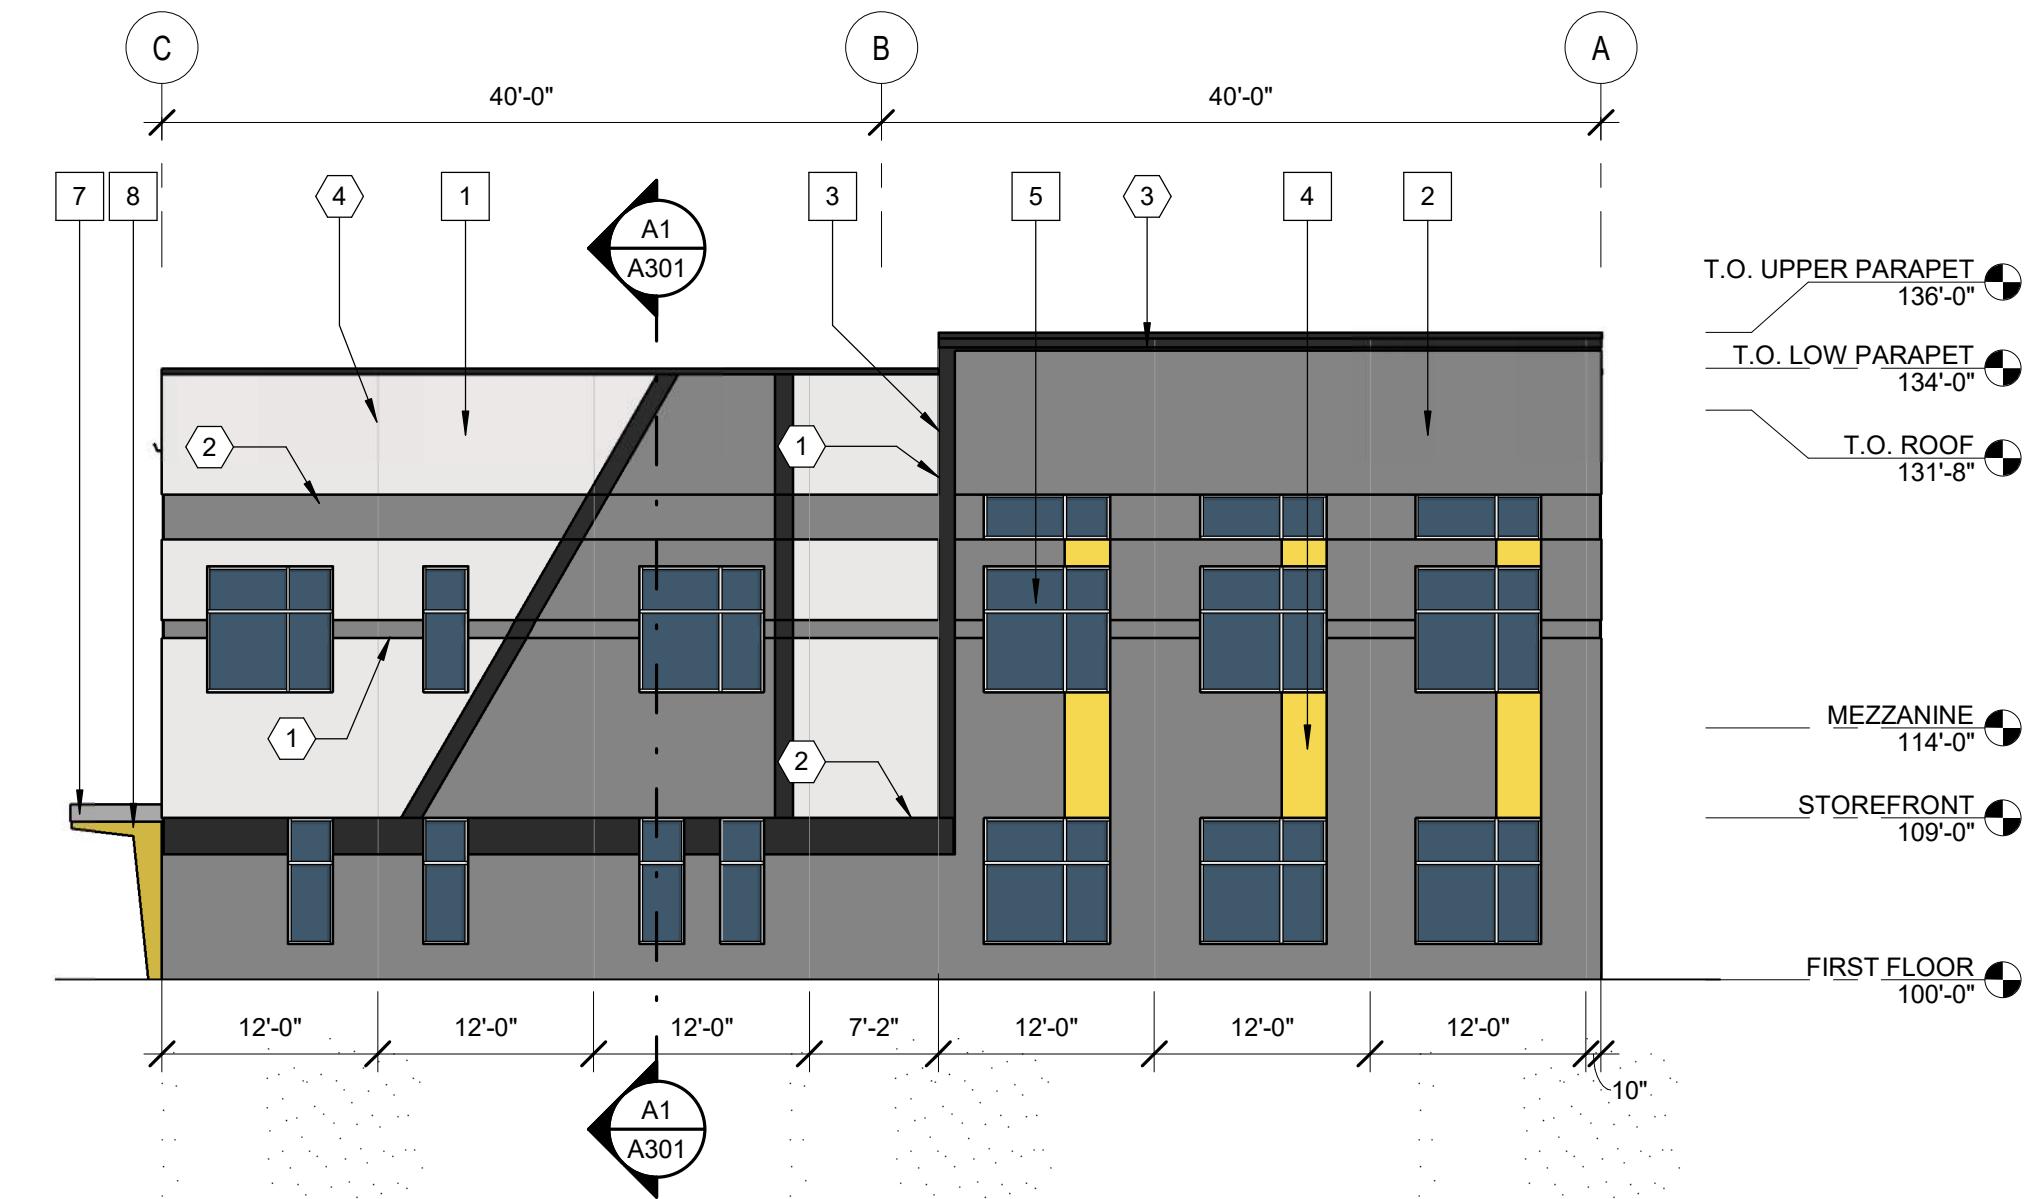 C
B
A
40'-0"
40'-0"
7
8
4
1
3
5
3
4
2
A1
A301
T.O. UPPER PARAPET
136'-0"
T.O. LOW PARAPET
134'-0"
2
1
T.O. ROOF
131'-8"
1
2
MEZZANINE
114'-0"
STOREFRONT
109'-0"
FIRST FLOOR
100'-0"
12'-0"
12'-0"
12'-0"
7'-2"
12'-0"
12'-0"
12'-0"
10"
A1
A301